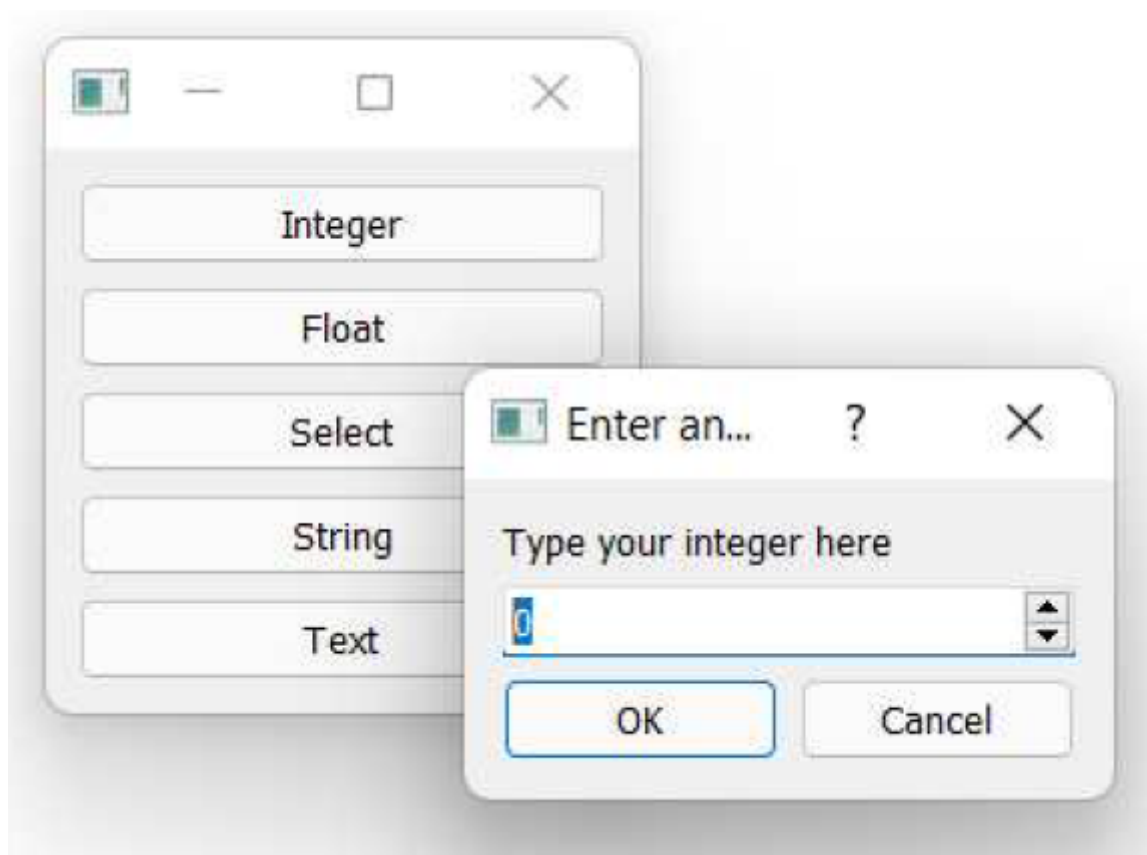 Integer
Float
Select
String
Text
Enter an... ?
Type your integer here
0
OK Cancel